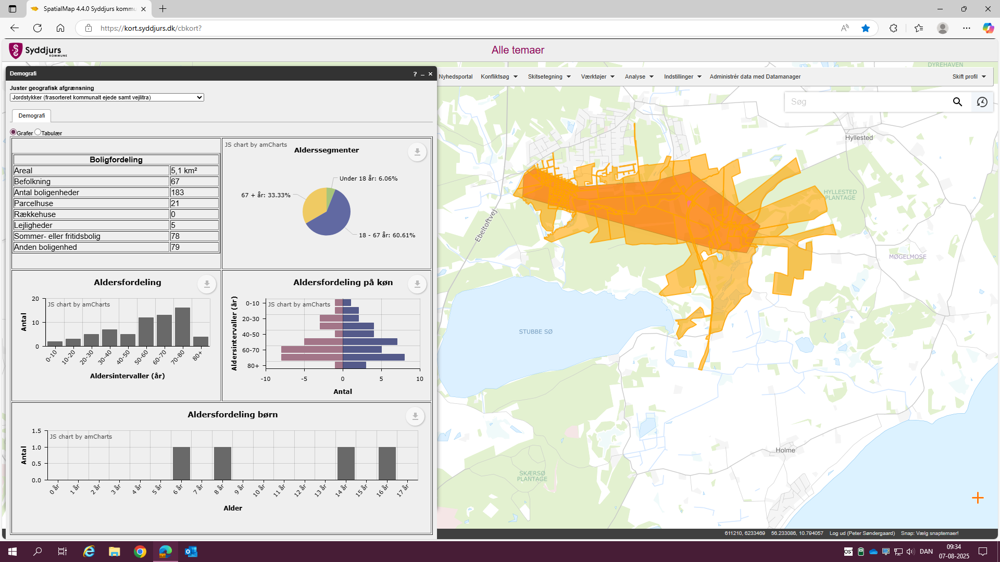 SpatialMap 4.4.0 Syddjurs kommu
https://kort.syddjurs.dk/cbkort?
Syddjurs
KOMMUNE
Alle temaer
Demografi
?
Juster geografisk afgrænsning
Jordstykker (frasorteret kommunalt ejede samt vejlitra)
Demografi
Grafer Tabulær
Boligfordeling
Areal 5,1 km²
Befolkning 67
Antal boligenheder 183
Parcelhuse 21
Rækkehuse 0
Lejligheder 5
Sommer- eller fritidsbolig 78
Anden boligenhed 79
JS chart by amCharts
Alderssegmenter
Under 18 år: 6.06%
67 + år: 33.33%
18 - 67 år: 60.61%
Aldersfordeling
JS chart by amCharts
Antal
20
10
0
0-10 10-20 20-30 30-40 40-50 50-60 60-70 70-80 80+
Aldersintervaller (år)
Aldersfordeling på køn
JS chart by amCharts
Aldersintervaller (år)
0-10
20-30
40-50
60-70
80+
-10 -5 0 5 10
Antal
Aldersfordeling børn
JS chart by amCharts
Antal
1.5
1.0
0.5
0.0
0 år 1 år 2 år 3 år 4 år 5 år 6 år 7 år 8 år 9 år 10 år 11 år 12 år 13 år 14 år 15 år 16 år 17 år
Alder
Nyhedsportal Konfliktsøg Skitsetegning Værktøjer Analyse Indstillinger Administrér data med Datamanager Skift profil
Søg
DYREHAVEN
Hyllested
HYLLESTED
PLANTAGE
Ebeltoftvej
MØGELMOSE
STUBBE SØ
Holme
SKÆRSØ
PLANTAGE
611210, 6233469 56.233086, 10.794057 Log ud (Peter Søndergaard) Snap: Vælg snaptemaer!
DAN
09:34
07-08-2025